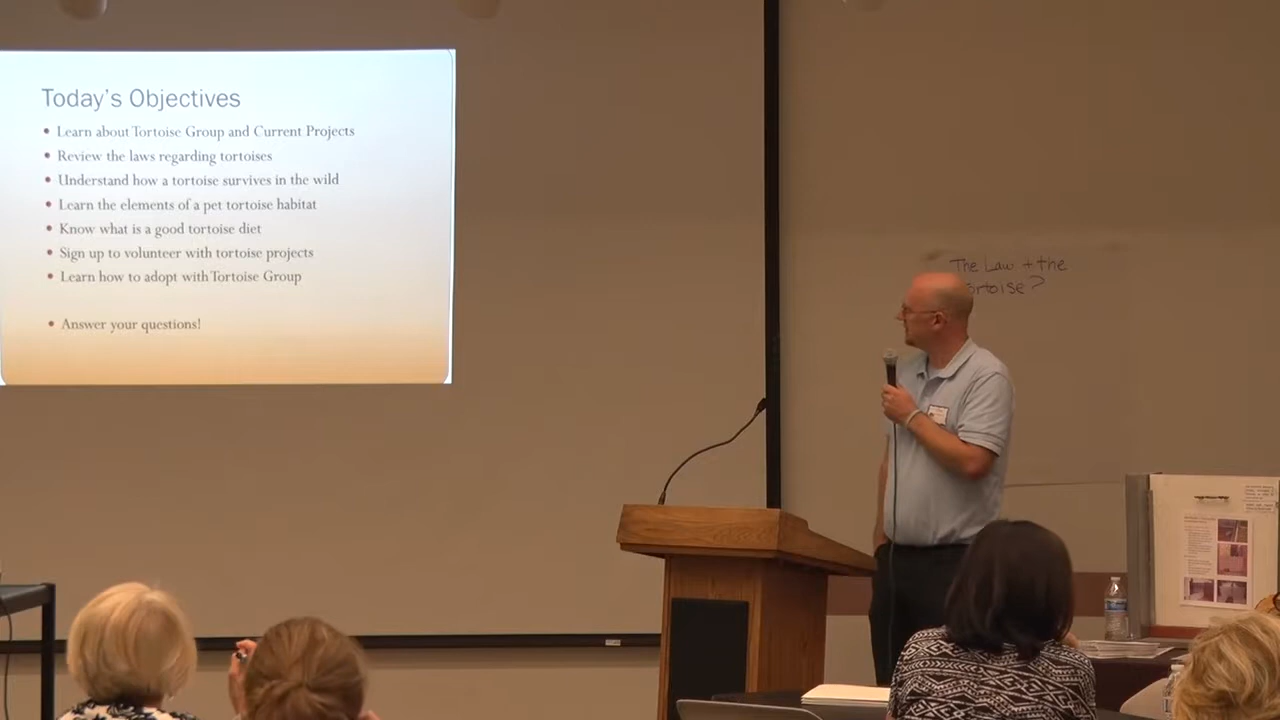 Today's Objectives
• Learn about Tortoise Group and Current Projects
• Review the laws regarding tortoises
• Understand how a tortoise survives in the wild
• Learn the elements of a pet tortoise habitat
• Know what is a good tortoise diet
• Sign up to volunteer with tortoise projects
• Learn how to adopt with Tortoise Group
• Answer your questions!
The Law + the
ortoise?